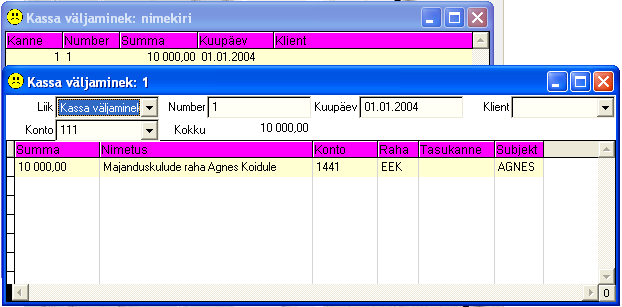 Kassa väljaminek: nimekiri
Kanne Number Summa Kuupäev Klient
1 1 10 000,00 01.01.2004
Kassa väljaminek: 1
Liik Kassa väljaminek Number 1 Kuupäev 01.01.2004 Klient
Konto 111 Kokku 10 000,00
Summa Nimetus Konto Raha Tasukanne Subjekt
10 000,00 Majanduskulude raha Agnes Koidule 1441 EEK AGNES
0